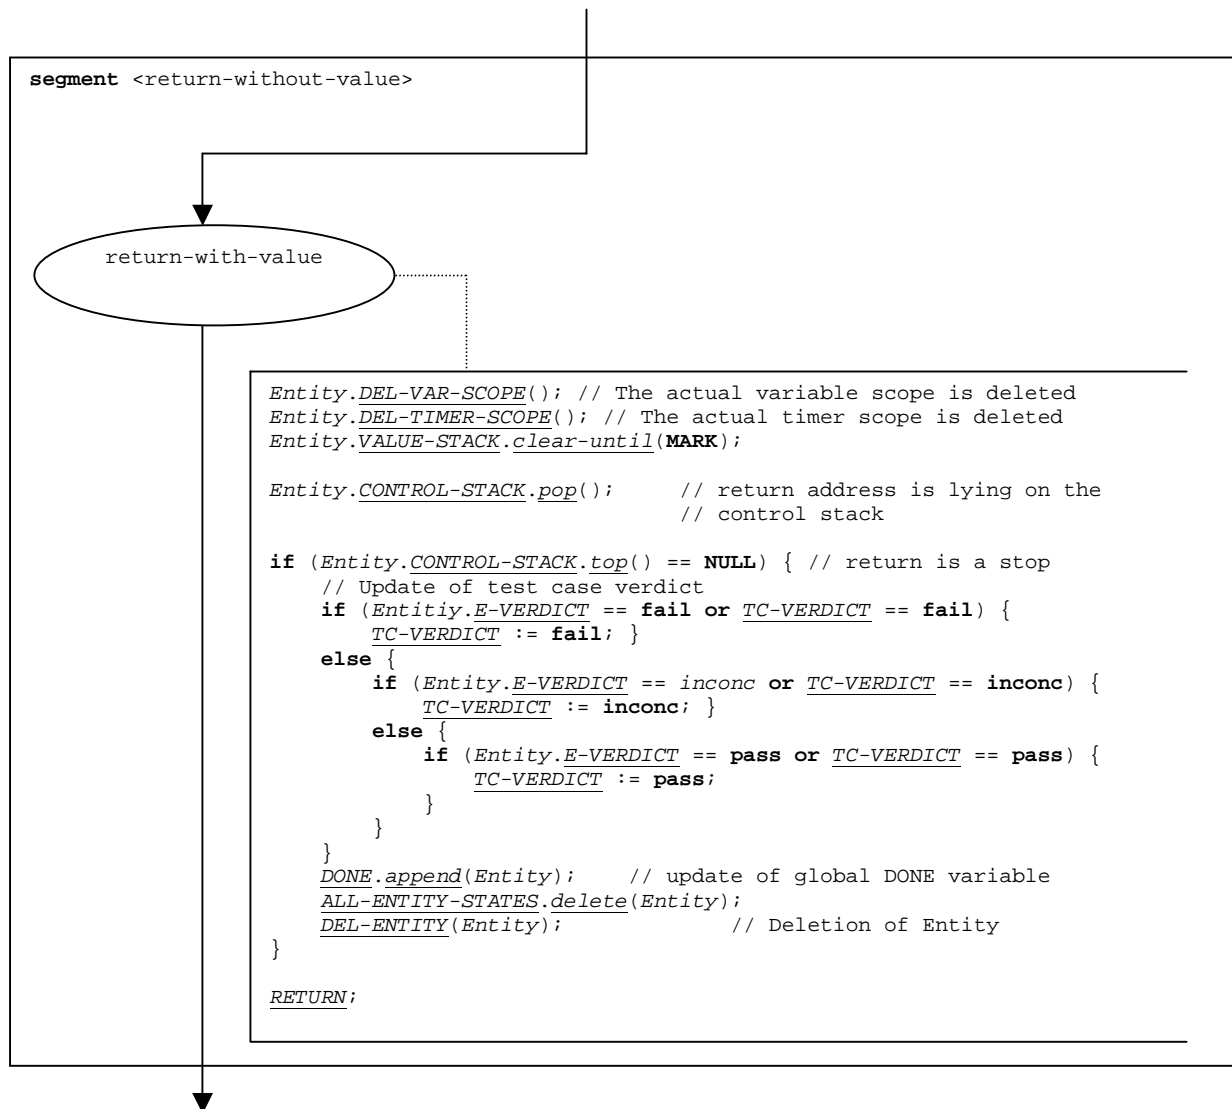 segment <return-without-value>
return-with-value
Entity.DEL-VAR-SCOPE(); // The actual variable scope is deleted
Entity.DEL-TIMER-SCOPE(); // The actual timer scope is deleted
Entity.VALUE-STACK.clear-until(MARK);
Entity.CONTROL-STACK.pop(); // return address is lying on the
// control stack
if (Entity.CONTROL-STACK.top() == NULL) { // return is a stop
// Update of test case verdict
if (Entitiy.E-VERDICT == fail or TC-VERDICT == fail) {
TC-VERDICT := fail; }
else {
if (Entity.E-VERDICT == inconc or TC-VERDICT == inconc) {
TC-VERDICT := inconc; }
else {
if (Entity.E-VERDICT == pass or TC-VERDICT == pass) {
TC-VERDICT := pass;
}
}
}
DONE.append(Entity); // update of global DONE variable
ALL-ENTITY-STATES.delete(Entity);
DEL-ENTITY(Entity); // Deletion of Entity
}
RETURN;